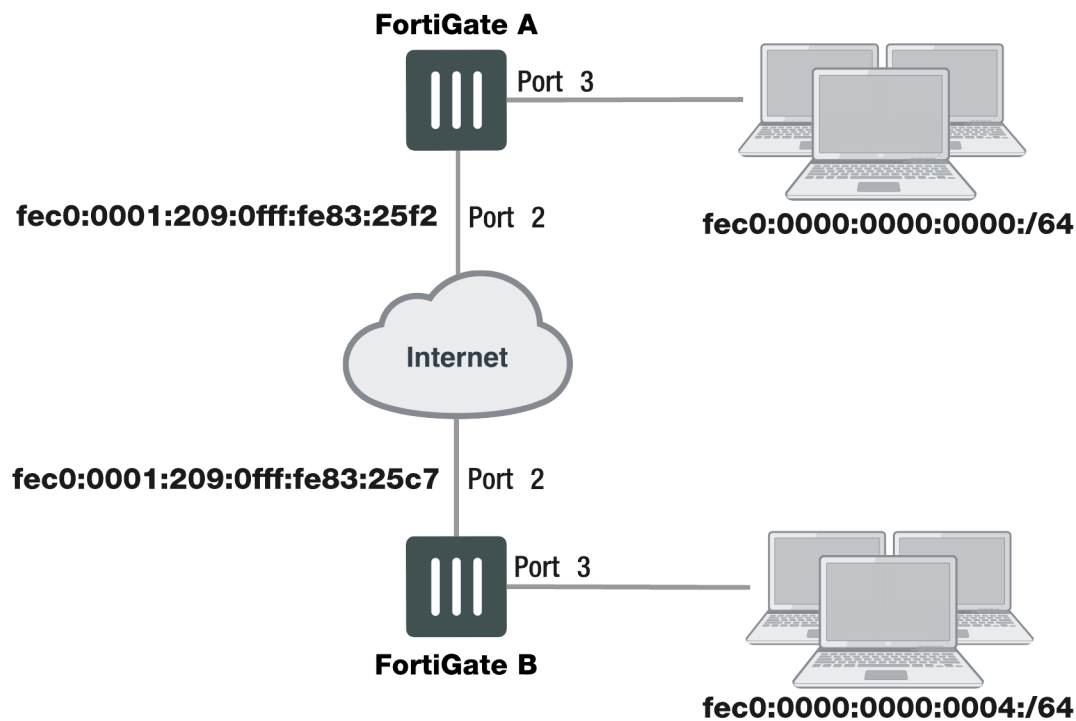 FortiGate A
Port 3
fec0:0001:209:0fff:fe83:25f2
Port 2
fec0:0000:0000:0000:/64
Internet
fec0:0001:209:0fff:fe83:25c7
Port 2
Port 3
FortiGate B
fec0:0000:0000:0004:/64